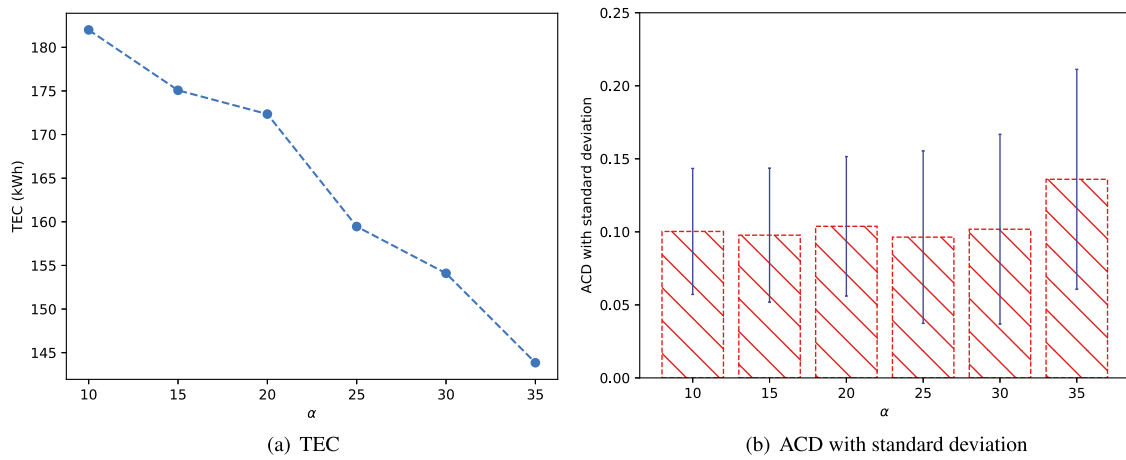 180
175
170
165
160
155
150
145
TEC (kWh)
10 15 20 25 30 35
α
(a) TEC
0.25
0.20
0.15
0.10
0.05
0.00
ACD with standard deviation
10 15 20 25 30 35
α
(b) ACD with standard deviation